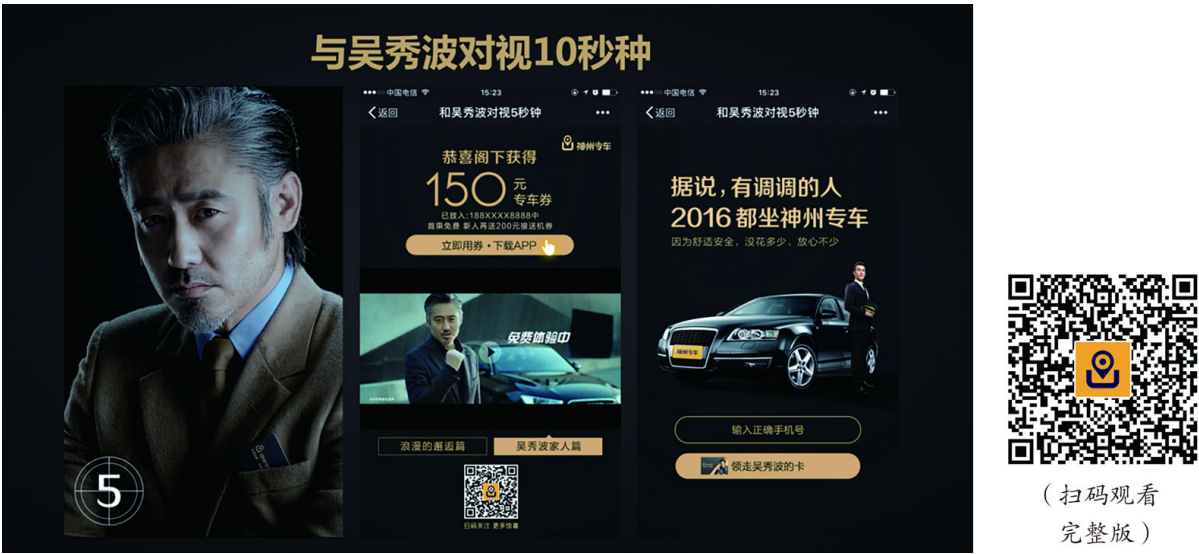 与吴秀波对视10秒种
5
中国电信
15:23
返回
和吴秀波对视5秒钟
神州专车
恭喜阁下获得
150元
专车券
已放入:188XXXX8888中
首乘免费 新人再送200元接送机券
立即用券·下载APP
免费体验中
浪漫的邂逅篇
吴秀波家人篇
扫码关注 更多惊喜
中国电信
15:23
返回
和吴秀波对视5秒钟
据说，有调调的人
2016都坐神州专车
因为舒适安全，没花多少、放心不少
神州专车
输入正确手机号
领走吴秀波的卡
（扫码观看
完整版）